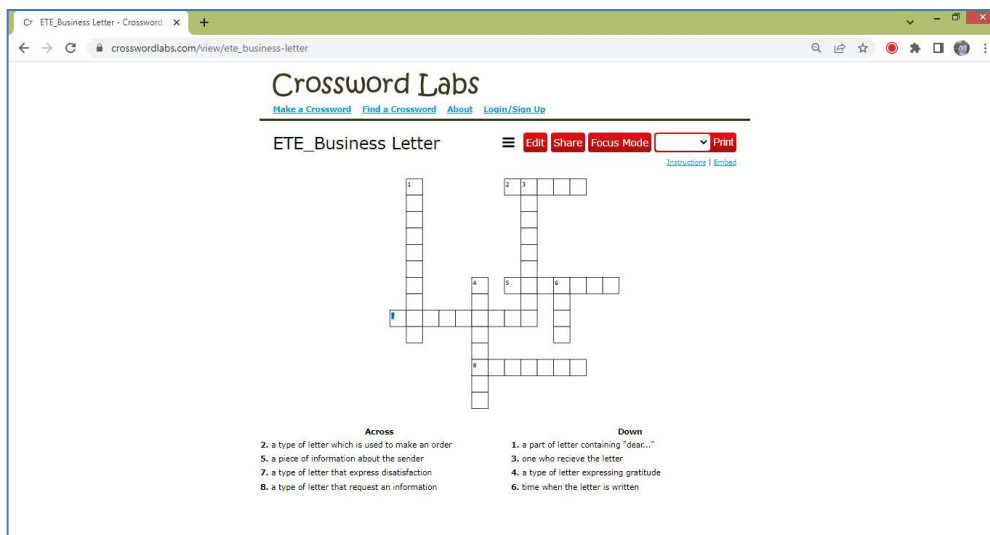 Cr ETE_Business Letter - Crossword
crosswordlabs.com/view/ete_business-letter
Crossword Labs
Make a Crossword Find a Crossword About Login/Sign Up
ETE_Business Letter Edit Share Focus Mode Print
Instructions | Embed
1 2 3
4 5 6
7
8
Across
2. a type of letter which is used to make an order
5. a piece of information about the sender
7. a type of letter that express disatisfaction
8. a type of letter that request an information
Down
1. a part of letter containing "dear..."
3. one who recieve the letter
4. a type of letter expressing gratitude
6. time when the letter is written